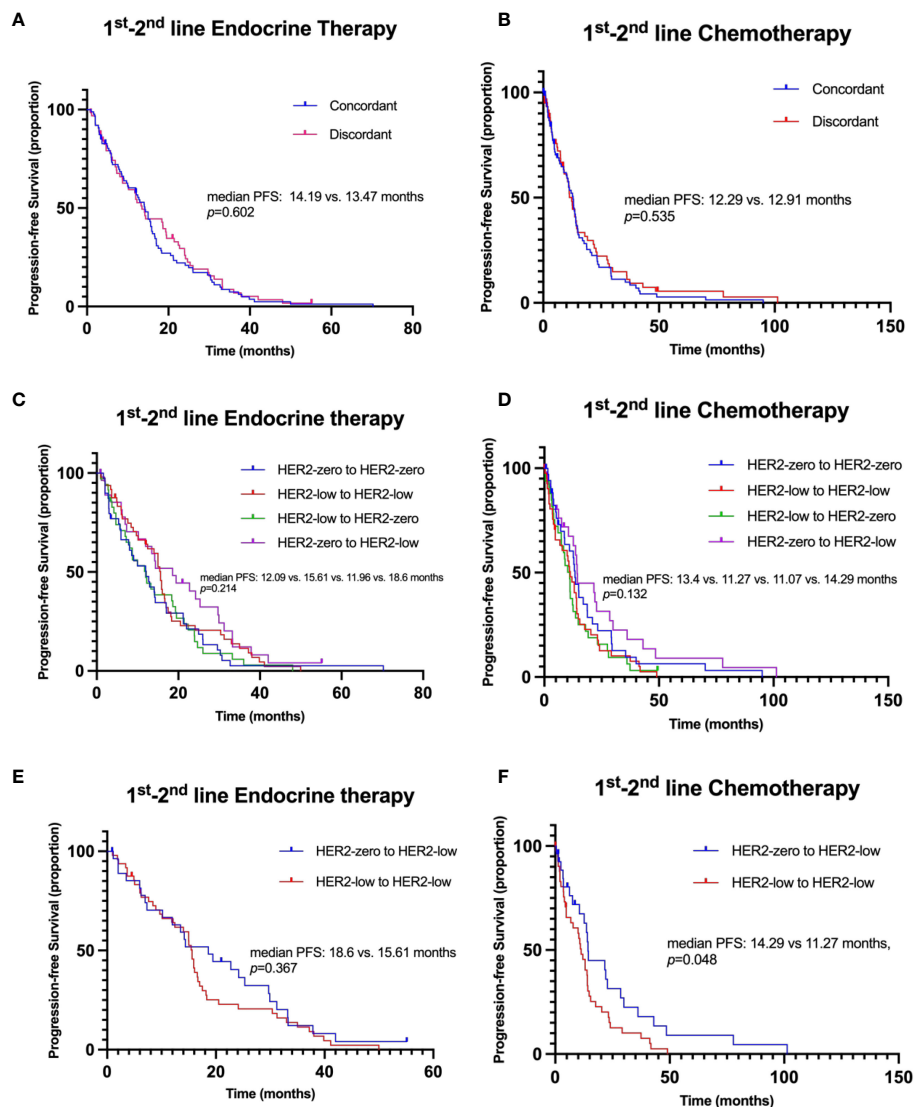 A
1st-2nd line Endocrine Therapy
Progression-free Survival (proportion)
100
50
0
Concordant
Discordant
median PFS: 14.19 vs. 13.47 months
p=0.602
0 20 40 60 80
Time (months)
B
1st-2nd line Chemotherapy
Progression-free Survival (proportion)
100
50
0
Concordant
Discordant
median PFS: 12.29 vs. 12.91 months
p=0.535
0 50 100 150
Time (months)
C
1st-2nd line Endocrine therapy
Progression-free Survival (proportion)
100
50
0
HER2-zero to HER2-zero
HER2-low to HER2-low
HER2-low to HER2-zero
HER2-zero to HER2-low
median PFS: 12.09 vs. 15.61 vs. 11.96 vs. 18.6 months
p=0.214
0 20 40 60 80
Time (months)
D
1st-2nd line Chemotherapy
Progression-free Survival (proportion)
100
50
0
HER2-zero to HER2-zero
HER2-low to HER2-low
HER2-low to HER2-zero
HER2-zero to HER2-low
median PFS: 13.4 vs. 11.27 vs. 11.07 vs. 14.29 months
p=0.132
0 50 100 150
Time (months)
E
1st-2nd line Endocrine therapy
Progression-free Survival (proportion)
100
50
0
HER2-zero to HER2-low
HER2-low to HER2-low
median PFS: 18.6 vs. 15.61 months
p=0.367
0 20 40 60
Time (months)
F
1st-2nd line Chemotherapy
Progression-free Survival (proportion)
100
50
0
HER2-zero to HER2-low
HER2-low to HER2-low
median PFS: 14.29 vs 11.27 months,
p=0.048
0 50 100 150
Time (months)